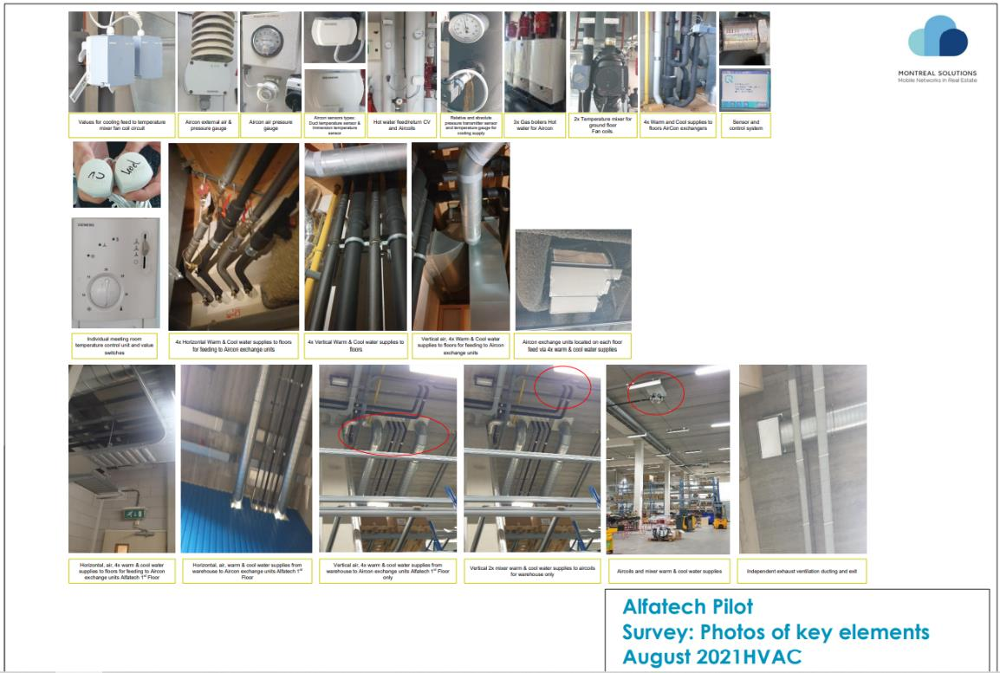 MONTREAL SOLUTIONS
Mobile Networks in Real Estate
Values for cooling feed to temperature
mixer fan coil circuit
Aircon external air &
pressure gauge
Aircon air pressure
gauge
Aircon sensors types:
Duct temperature sensor &
Immersion temperature
sensor
Hot water feed/return CV
and Aircoils
Relative and absolute
pressure transmitter sensor
and temperature gauge for
cooling supply
3x Gas boilers Hot
water for Aircon
2x Temperature mixer for
ground floor
Fan coils.
4x Warm and Cool supplies to
floors AirCon exchangers
Sensor and
control system
SIEMENS
Individual meeting room
temperature control unit and value
switches
4x Horizontal Warm & Cool water supplies to floors
for feeding to Aircon exchange units
4x Vertical Warm & Cool water supplies to
floors
Vertical air, 4x Warm & Cool water
supplies to floors for feeding to Aircon
exchange units
Aircon exchange units located on each floor
feed via 4x warm & cool water supplies
Horizontal, air, 4x warm & cool water
supplies to floors for feeding to Aircon
exchange units Alfatech 1st Floor
Horizontal, air, warm & cool water supplies from
warehouse to Aircon exchange units Alfatech 1st
Floor
Vertical air, 4x warm & cool water supplies from
warehouse to Aircon exchange units Alfatech 1st Floor
only
Vertical 2x mixer warm & cool water supplies to aircoils
for warehouse only
Aircoils and mixer warm & cool water supplies
Independent exhaust ventilation ducting and exit
Alfatech Pilot
Survey: Photos of key elements
August 2021HVAC